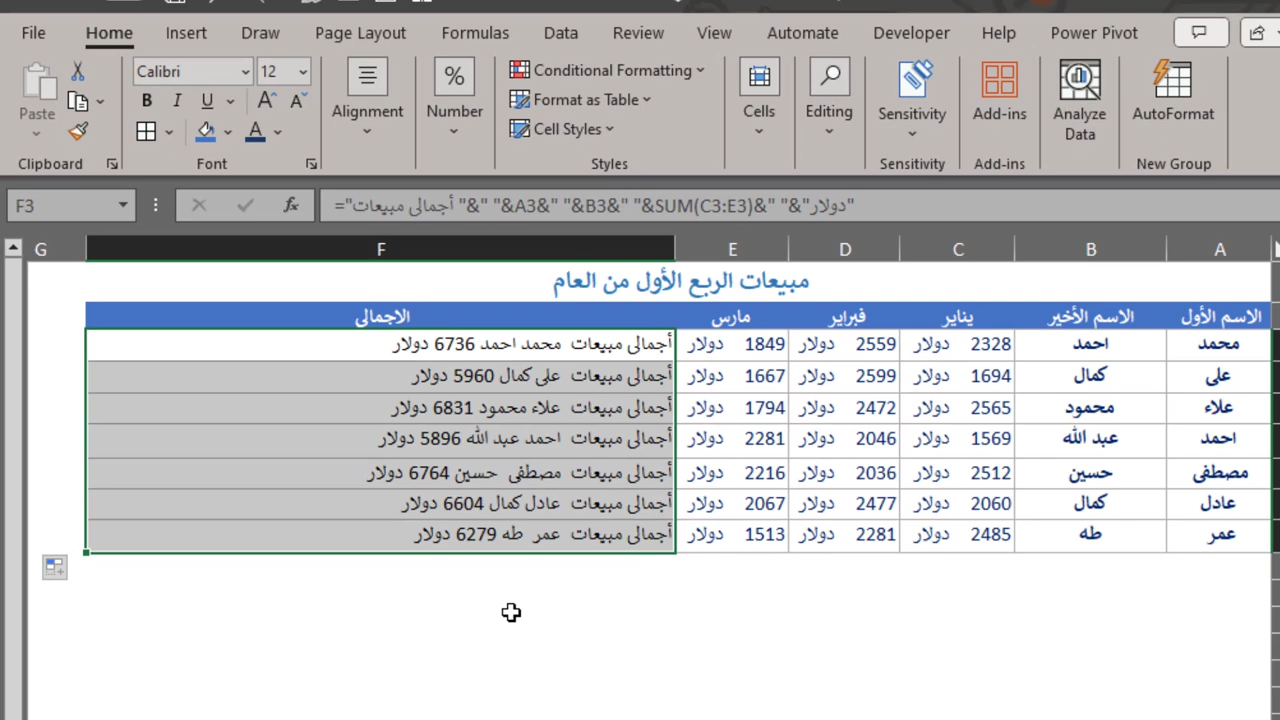 File Home Insert Draw Page Layout Formulas Data Review View Automate Developer Help Power Pivot
Calibri 12 Conditional Formatting
Format as Table
Cell Styles
Paste B I U A A A Alignment % Number Cells Editing Sensitivity Add-ins Analyze Data AutoFormat
Clipboard Font Styles Sensitivity Add-ins New Group
F3 fx ="أجمالى مبيعات "&" "&A3&" "&B3&" "&SUM(C3:E3)&" "&"دولار"
G F E D C B A
مبيعات الربع الأول من العام
الاسم الأول الاسم الأخير يناير فبراير مارس الاجمالى
محمد احمد 2328 دولار 2559 دولار 1849 دولار أجمالى مبيعات محمد احمد 6736 دولار
على كمال 1694 دولار 2599 دولار 1667 دولار أجمالى مبيعات على كمال 5960 دولار
علاء محمود 2565 دولار 2472 دولار 1794 دولار أجمالى مبيعات علاء محمود 6831 دولار
احمد عبد الله 1569 دولار 2046 دولار 2281 دولار أجمالى مبيعات احمد عبد الله 5896 دولار
مصطفى حسين 2512 دولار 2036 دولار 2216 دولار أجمالى مبيعات مصطفى حسين 6764 دولار
عادل كمال 2060 دولار 2477 دولار 2067 دولار أجمالى مبيعات عادل كمال 6604 دولار
عمر طه 2485 دولار 2281 دولار 1513 دولار أجمالى مبيعات عمر طه 6279 دولار